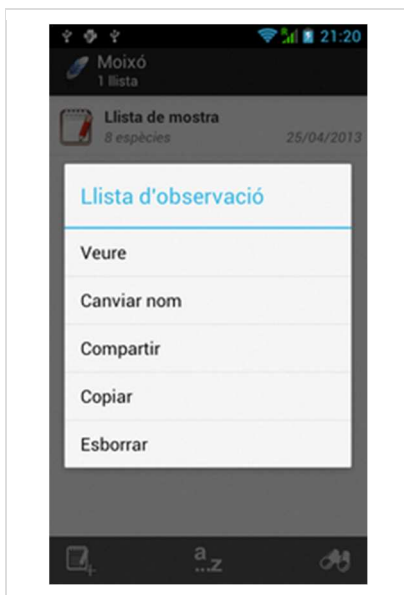 21:20
Moixó
1 llista
Llista de mostra
8 espècies 25/04/2013
Llista d'observació
Veure
Canviar nom
Compartir
Copiar
Esborrar
a
...z